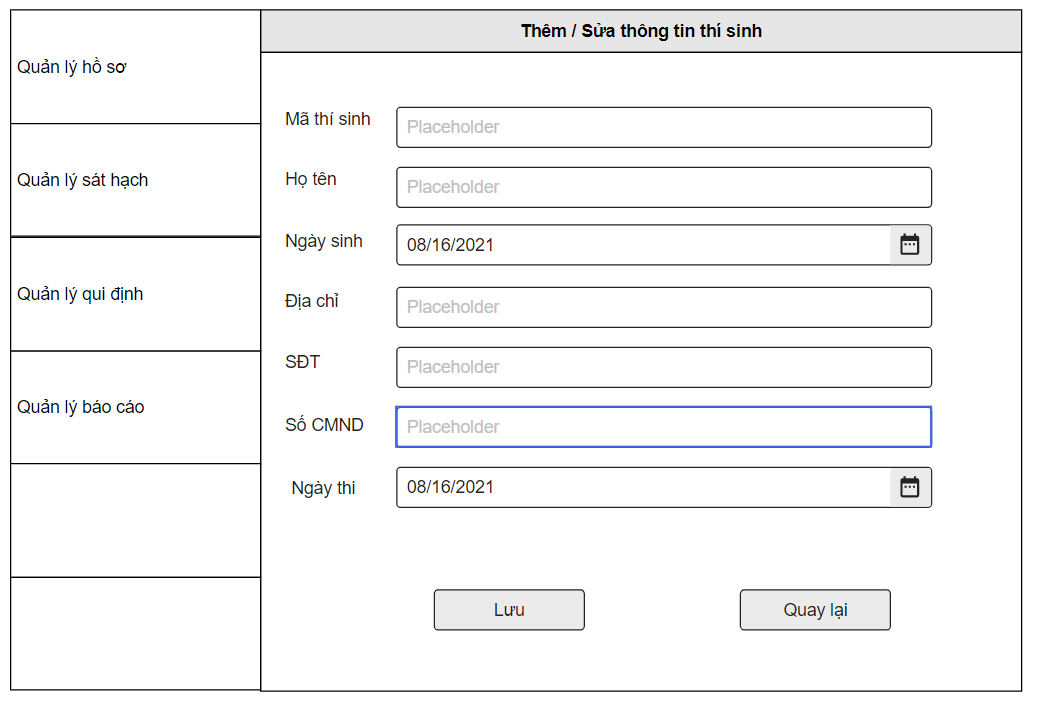 Thêm / Sửa thông tin thí sinh
Quản lý hồ sơ
Quản lý sát hạch
Quản lý qui định
Quản lý báo cáo
Mã thí sinh
Placeholder
Họ tên
Placeholder
Ngày sinh
08/16/2021
Địa chỉ
Placeholder
SĐT
Placeholder
Số CMND
Placeholder
Ngày thi
08/16/2021
Lưu
Quay lại